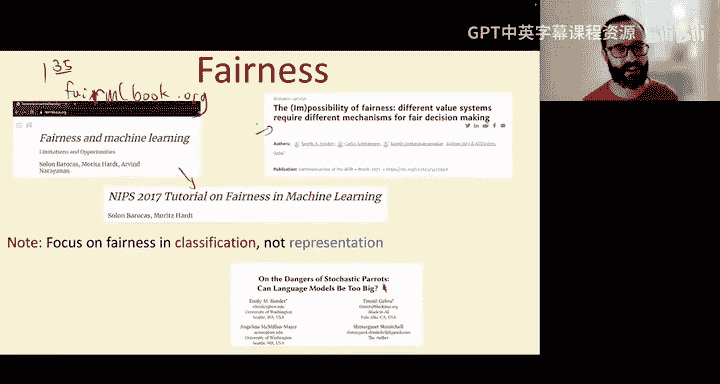 GPT中英字幕课程资源
Fairness
1 35
fairmlbook.org
Fairness and machine learning
Limitations and Opportunities
Solon Barocas, Moritz Hardt, Arvind
Narayanan
The (Im)possibility of fairness: different value systems
require different mechanisms for fair decision making
Authors:
Publication:
NIPS 2017 Tutorial on Fairness in Machine Learning
Solon Barocas, Moritz Hardt
Note: Focus on fairness in classification, not representation
On the Dangers of Stochastic Parrots:
Can Language Models Be Too Big?
Emily M. Bender*
University of Washington
Seattle, WA, USA
Timnit Gebru*
Black in AI
Palo Alto, CA, USA
Angelina McMillan-Major
University of Washington
Seattle, WA, USA
Shmargaret Shmitchell
The Aether